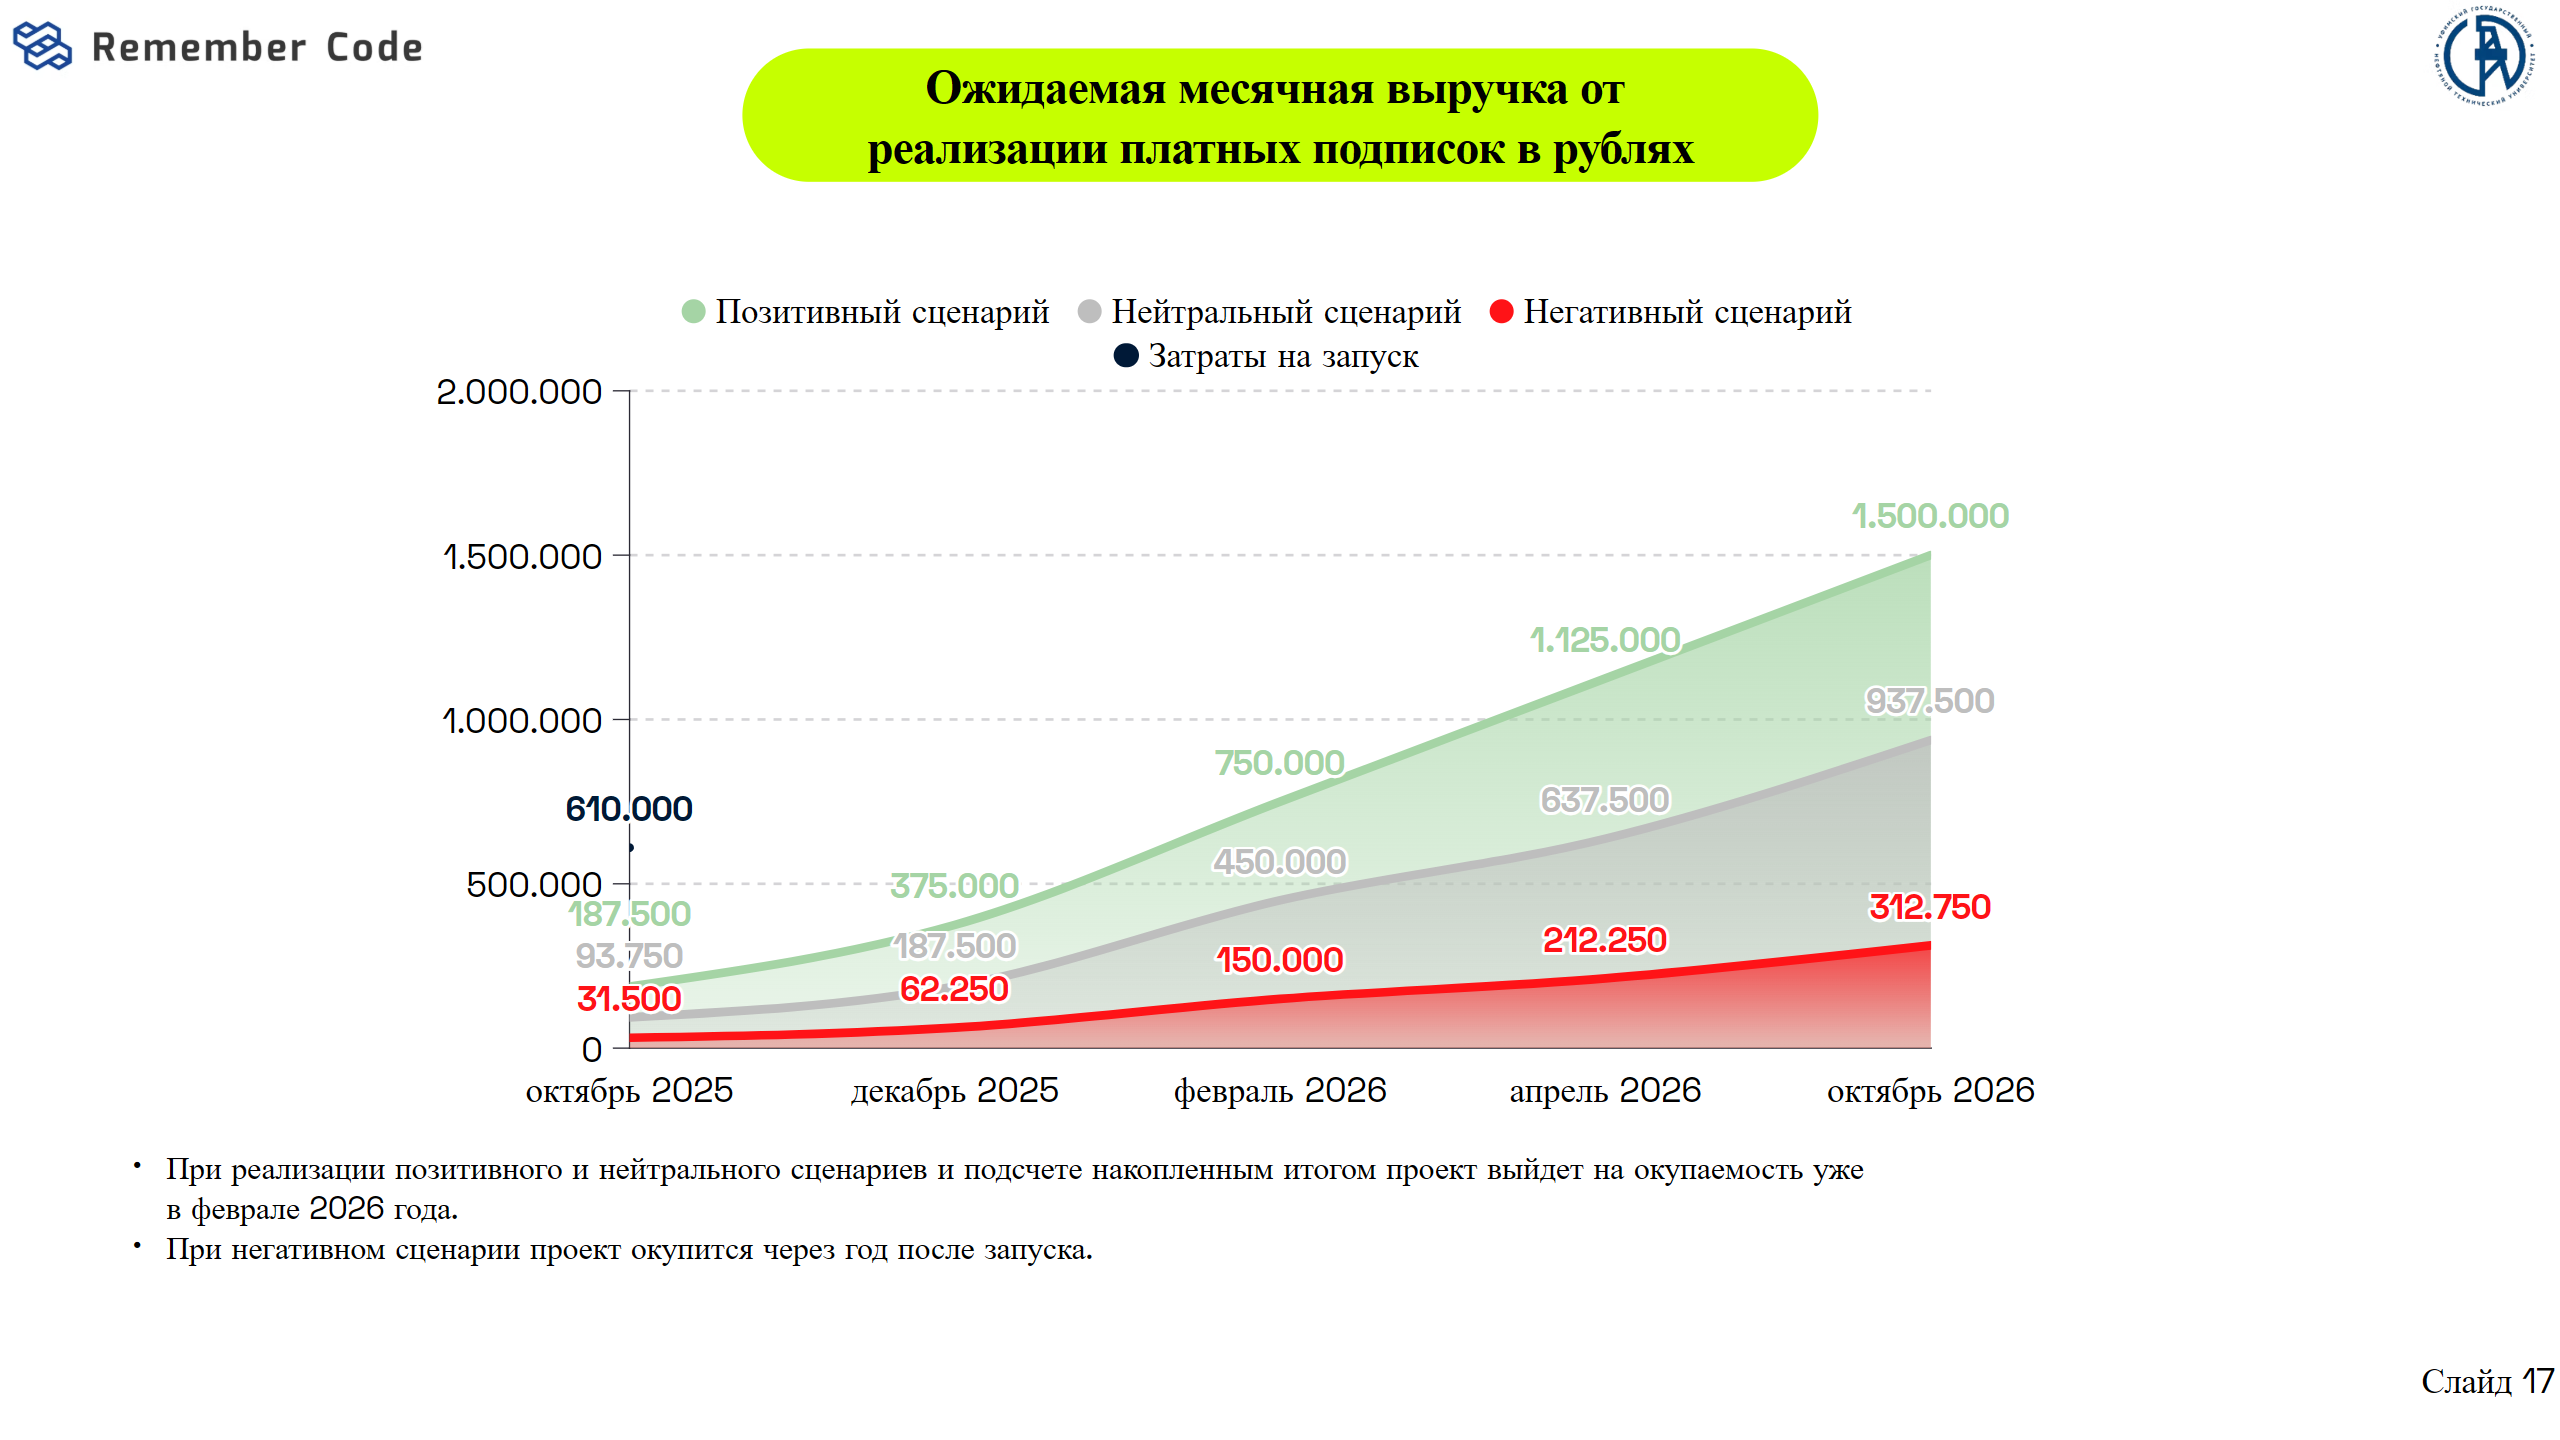 Remember Code
УФИМСКИЙ ГОСУДАРСТВЕННЫЙ
НЕФТЯНОЙ ТЕХНИЧЕСКИЙ УНИВЕРСИТЕТ
Ожидаемая месячная выручка от
реализации платных подписок в рублях
Позитивный сценарий Нейтральный сценарий Негативный сценарий
Затраты на запуск
2.000.000
1.500.000
1.500.000
1.125.000
1.000.000
937.500
750.000
610.000
637.500
500.000
450.000
375.000
187.500
312.750
93.750
187.500
150.000
212.250
31.500
62.250
0
октябрь 2025 декабрь 2025 февраль 2026 апрель 2026 октябрь 2026
• При реализации позитивного и нейтрального сценариев и подсчете накопленным итогом проект выйдет на окупаемость уже
в феврале 2026 года.
• При негативном сценарии проект окупится через год после запуска.
Слайд 17